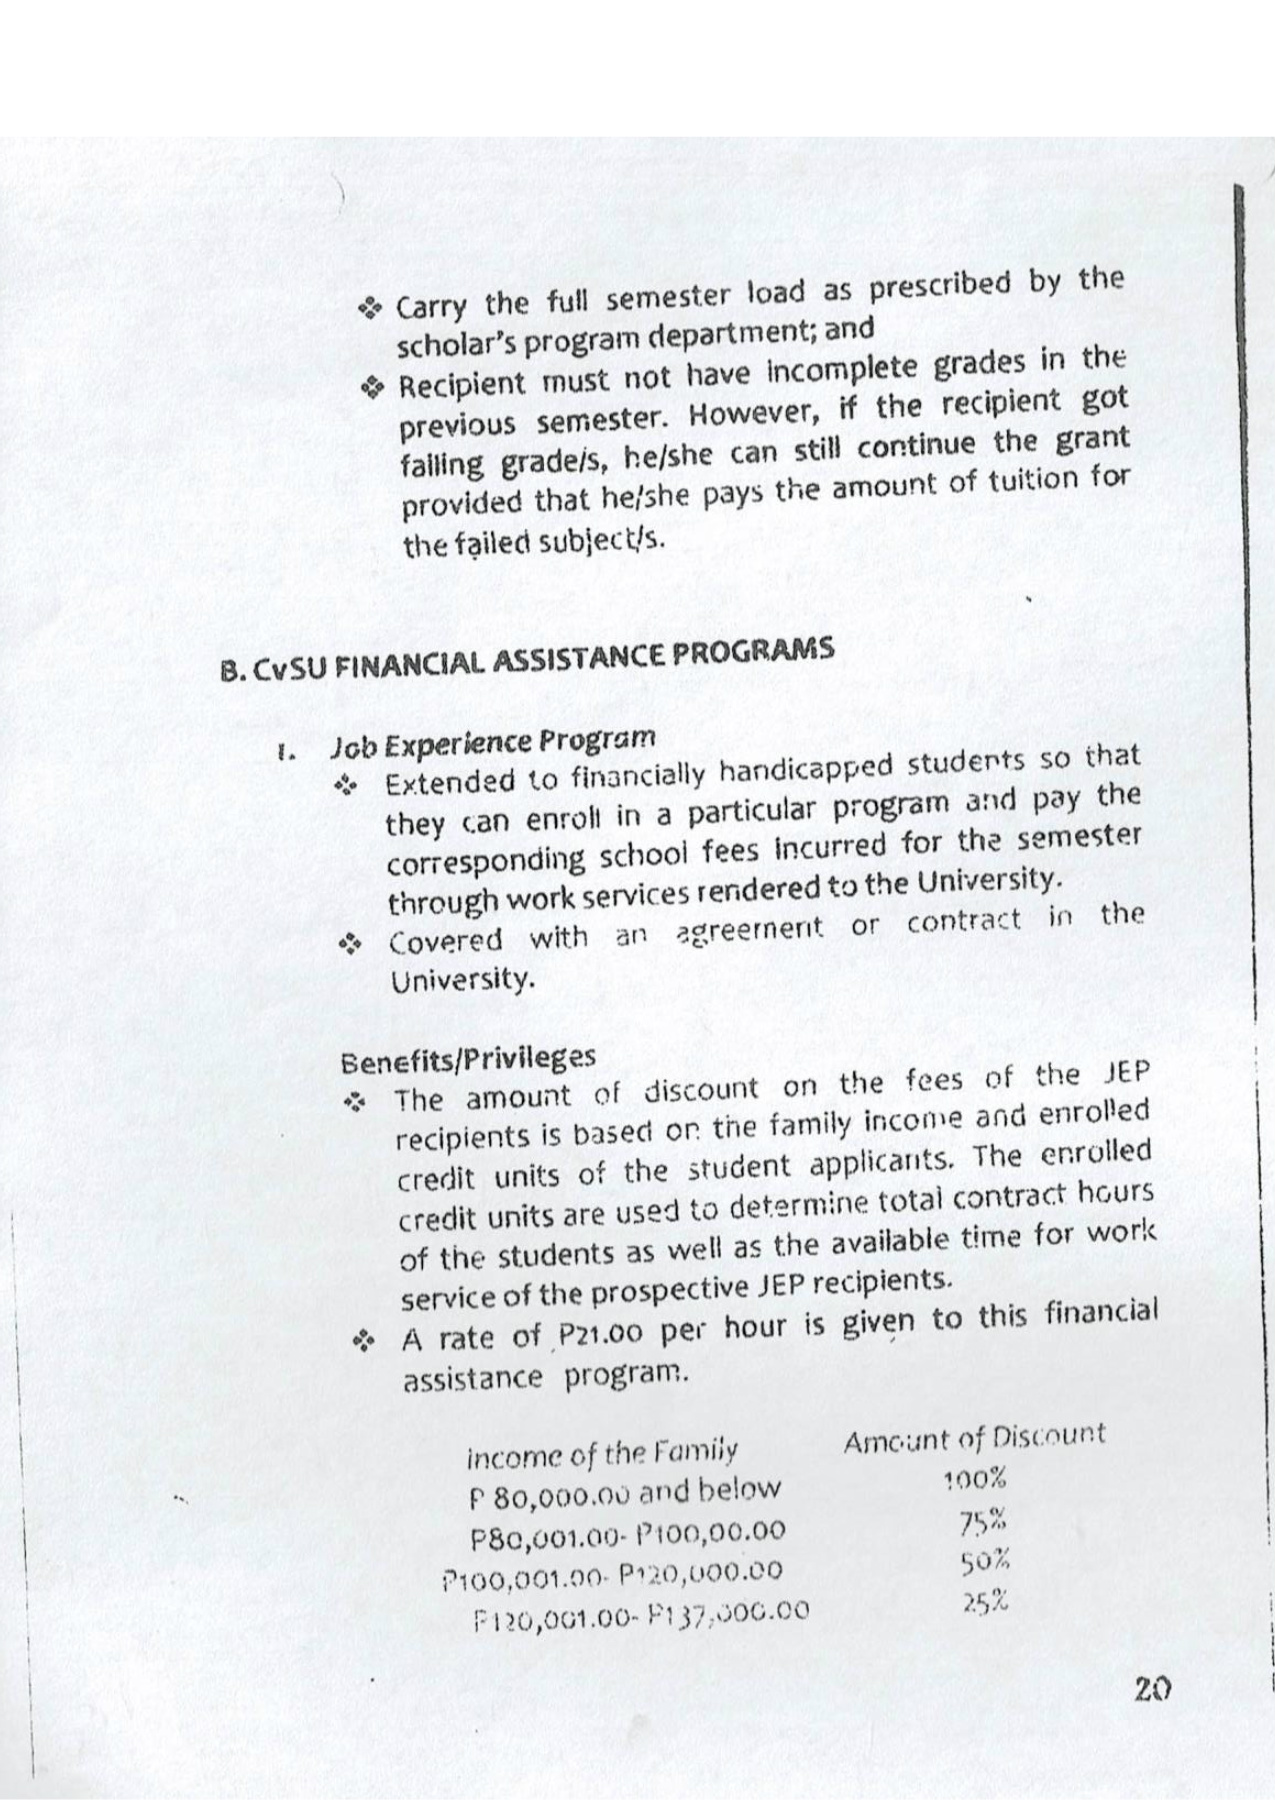 ❖ Carry the full semester load as prescribed by the
scholar's program department; and
❖ Recipient must not have incomplete grades in the
previous semester. However, if the recipient got
failing grade/s, he/she can still continue the grant
provided that he/she pays the amount of tuition for
the failed subject/s.
B. CvSU FINANCIAL ASSISTANCE PROGRAMS
1. Job Experience Program
❖ Extended to financially handicapped students so that
they can enroll in a particular program and pay the
corresponding school fees incurred for the semester
through work services rendered to the University.
❖ Covered with an agreement or contract in the
University.
Benefits/Privileges
❖ The amount of discount on the fees of the JEP
recipients is based on the family income and enrolled
credit units of the student applicants. The enrolled
credit units are used to determine total contract hours
of the students as well as the available time for work
service of the prospective JEP recipients.
❖ A rate of P21.00 per hour is given to this financial
assistance program.
Income of the Family Amount of Discount
P 80,000.00 and below 100%
P80,001.00- P100,00.00 75%
P100,001.00- P120,000.00 50%
P120,001.00- P137,000.00 25%
20